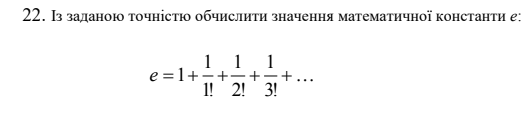 22. Із заданою точністю обчислити значення математичної константи e:
e = 1 + 1/1! + 1/2! + 1/3! + …